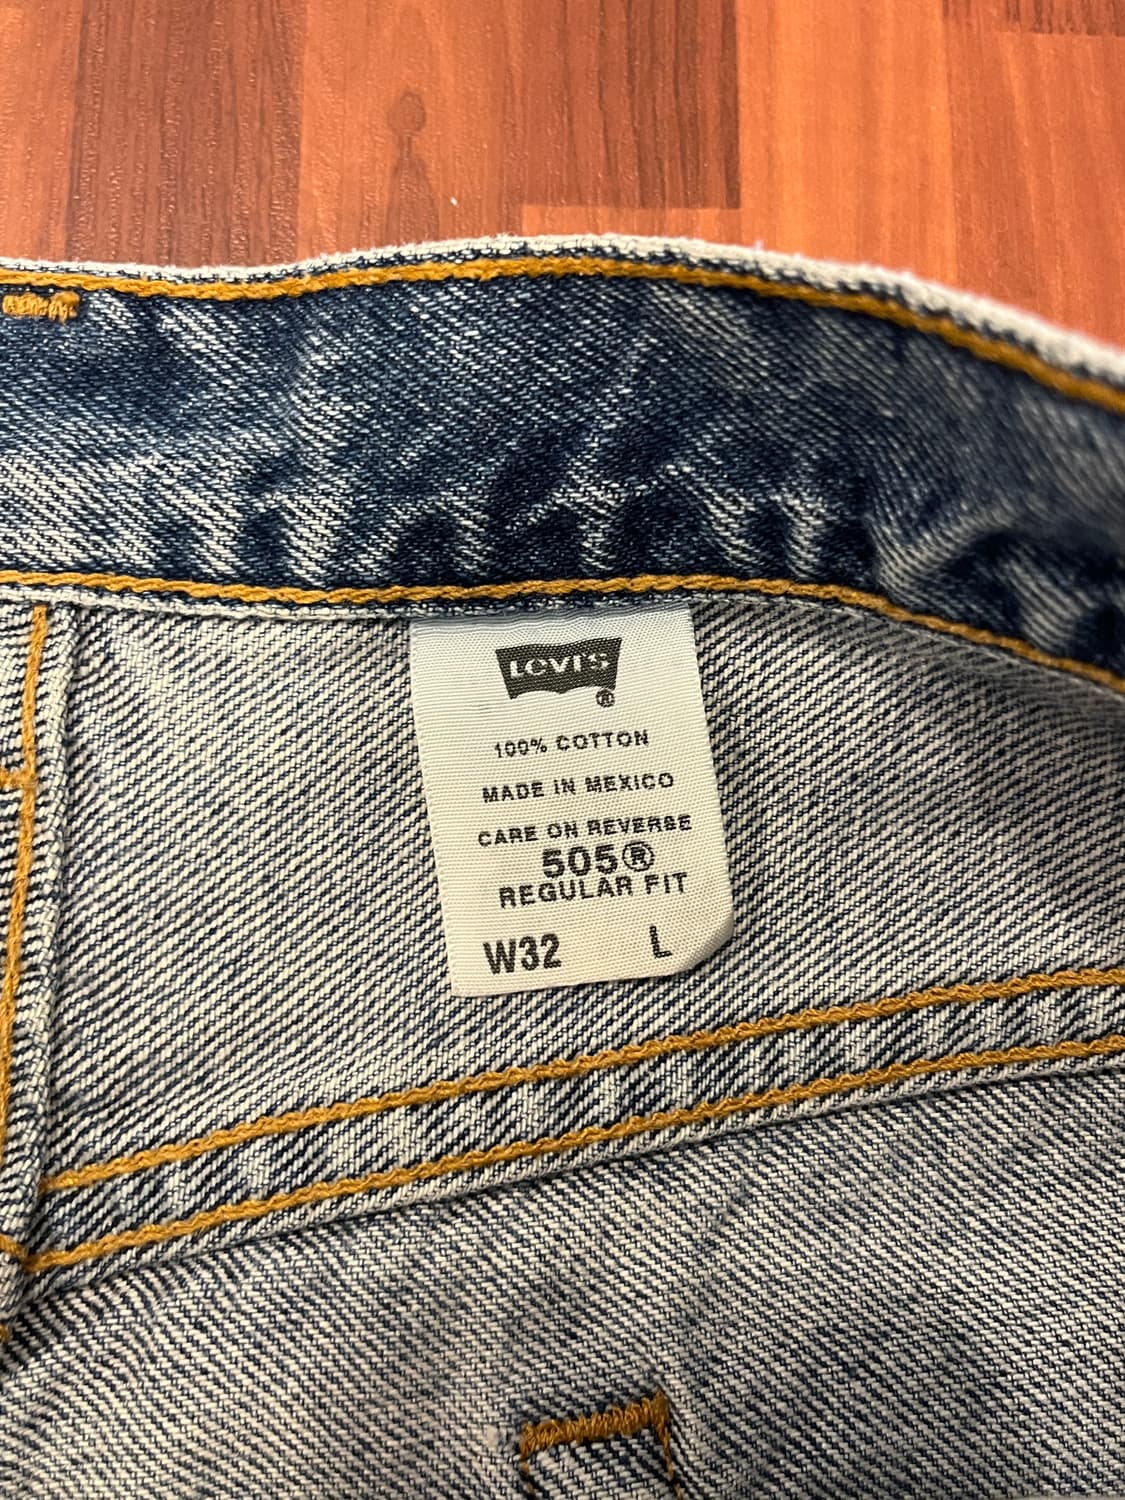 LEVI'S
®
100% COTTON
MADE IN MEXICO
CARE ON REVERSE
505®
REGULAR FIT
W32 L